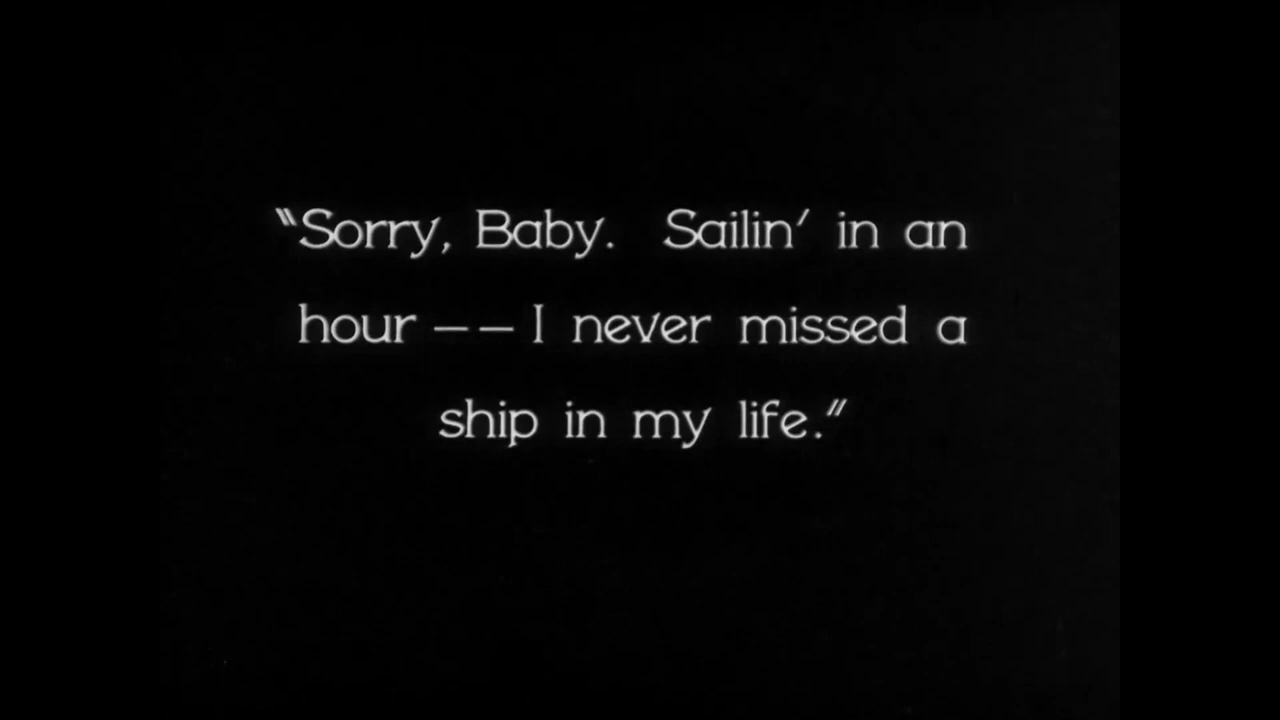 "Sorry, Baby. Sailin' in an
hour -- I never missed a
ship in my life."